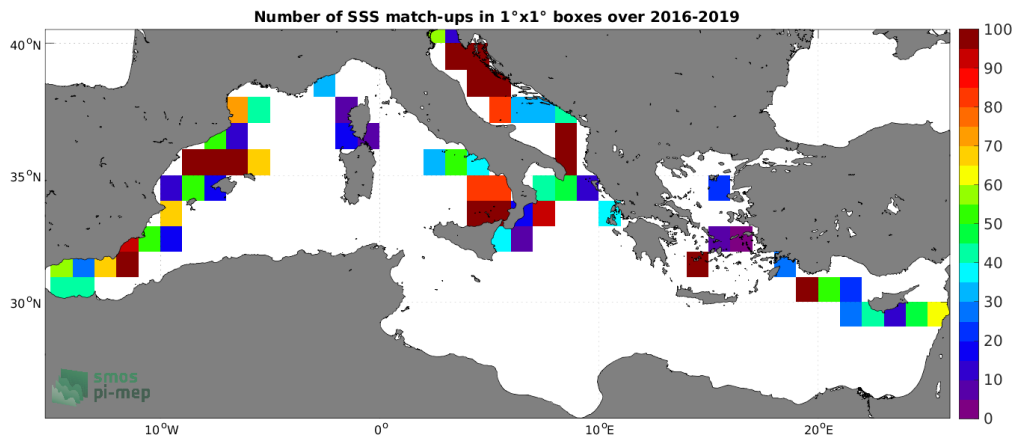 Number of SSS match-ups in 1°x1° boxes over 2016-2019
40°N
35°N
30°N
10°W
0°
10°E
20°E
100
90
80
70
60
50
40
30
20
10
0
smos
pi-mep